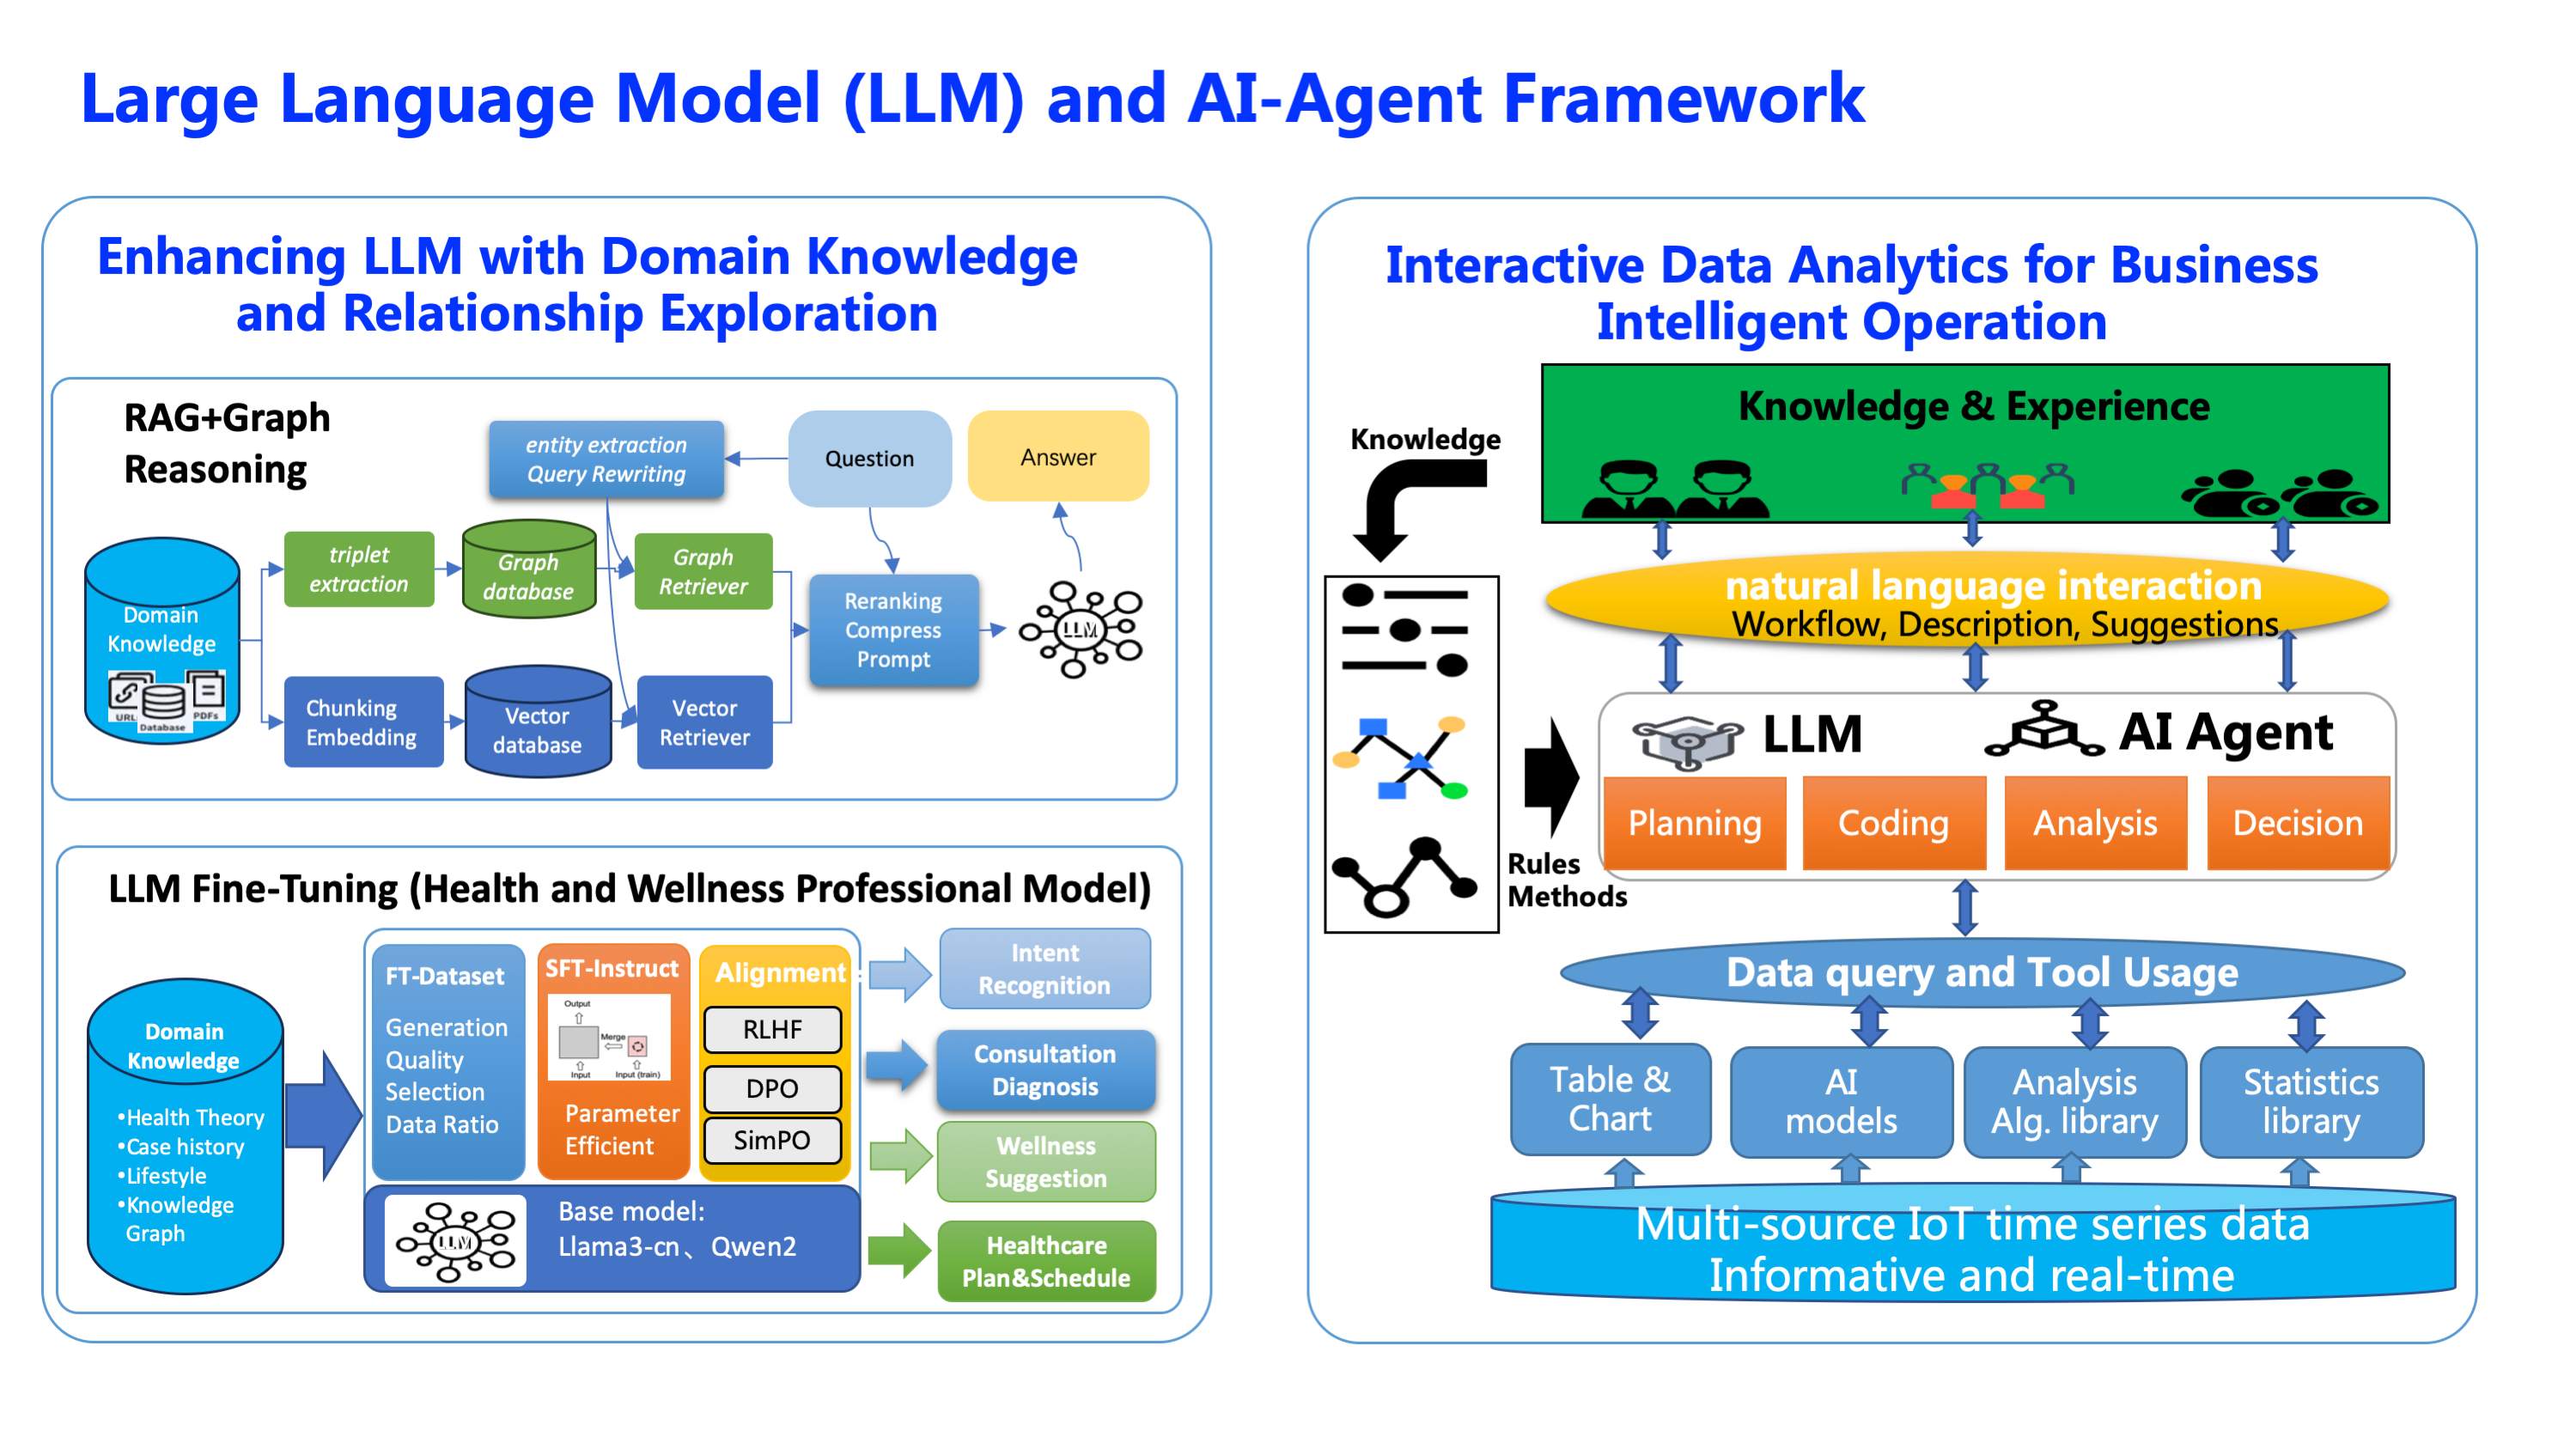 Large Language Model (LLM) and AI-Agent Framework
Enhancing LLM with Domain Knowledge
and Relationship Exploration
RAG+Graph
Reasoning
entity extraction
Query Rewriting
Question
Answer
Domain
Knowledge
URL
Database
PDFs
triplet
extraction
Graph
database
Graph
Retriever
Chunking
Embedding
Vector
database
Vector
Retriever
Reranking
Compress
Prompt
LLM
LLM Fine-Tuning (Health and Wellness Professional Model)
Domain
Knowledge
•Health Theory
•Case history
•Lifestyle
•Knowledge
Graph
FT-Dataset
Generation
Quality
Selection
Data Ratio
SFT-Instruct
Output
Merge
Input
Input (train)
Parameter
Efficient
Alignment
RLHF
DPO
SimPO
LLM
Base model:
Llama3-cn、Qwen2
Intent
Recognition
Consultation
Diagnosis
Wellness
Suggestion
Healthcare
Plan&Schedule
Interactive Data Analytics for Business
Intelligent Operation
Knowledge
Rules
Methods
Knowledge & Experience
natural language interaction
Workflow, Description, Suggestions
LLM
AI Agent
Planning
Coding
Analysis
Decision
Data query and Tool Usage
Table &
Chart
AI
models
Analysis
Alg. library
Statistics
library
Multi-source IoT time series data
Informative and real-time